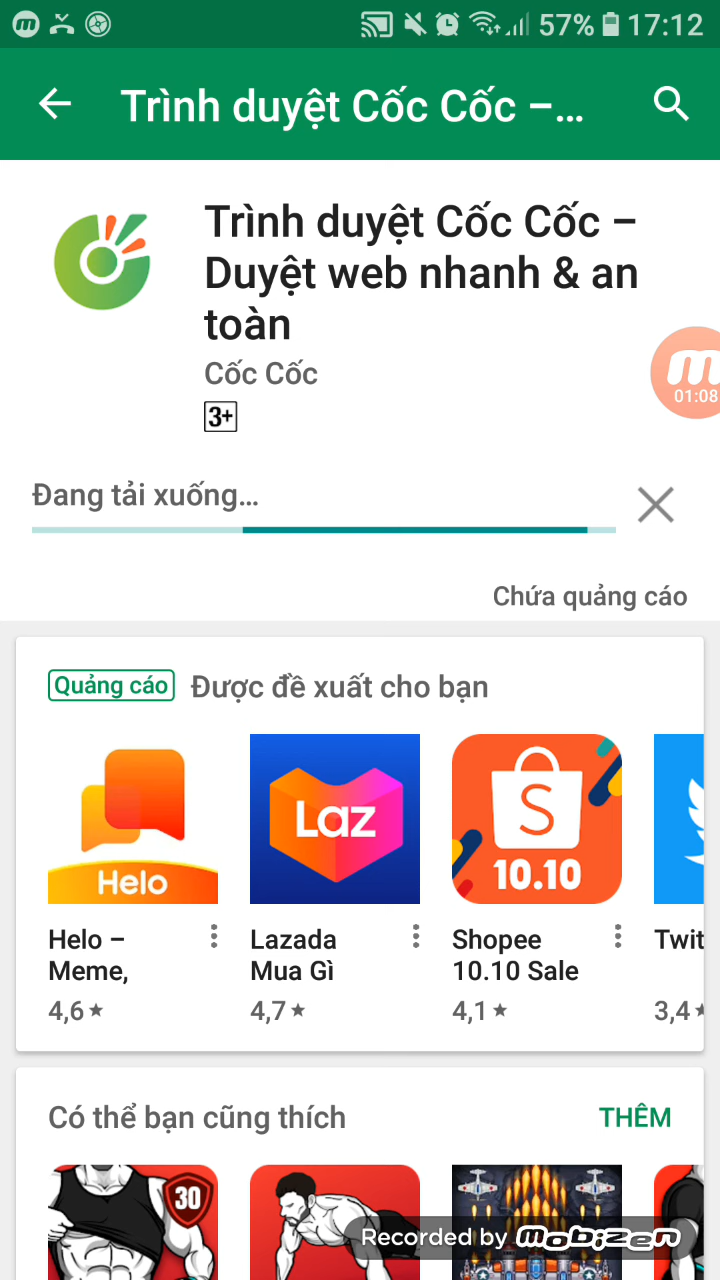 57% 17:12
Trình duyệt Cốc Cốc –...
Trình duyệt Cốc Cốc –
Duyệt web nhanh & an
toàn
Cốc Cốc
3+
01:08
Đang tải xuống...
Chứa quảng cáo
Quảng cáo Được đề xuất cho bạn
Helo
Laz
S
10.10
Helo –
Meme,
4,6★
Lazada
Mua Gì
4,7★
Shopee
10.10 Sale
4,1★
Twit
3,4★
Có thể bạn cũng thích THÊM
30
Recorded by mobizen